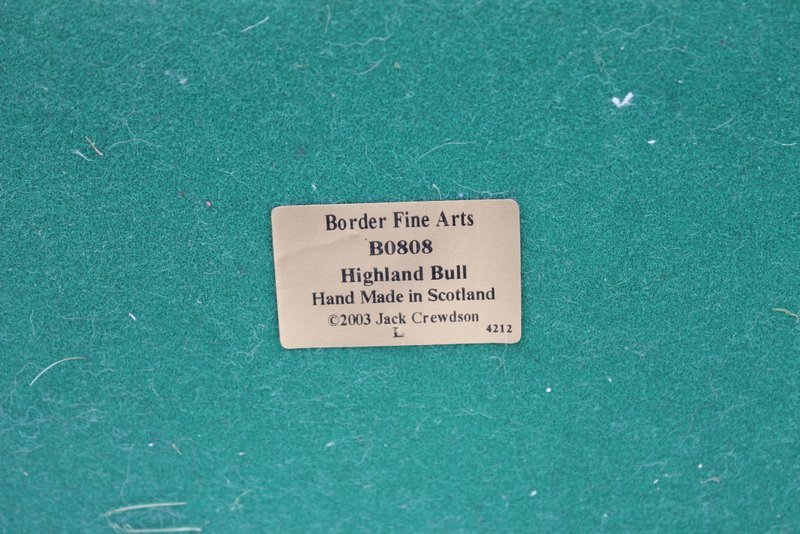 Border Fine Arts
B0808
Highland Bull
Hand Made in Scotland
©2003 Jack Crewdson
L 4212